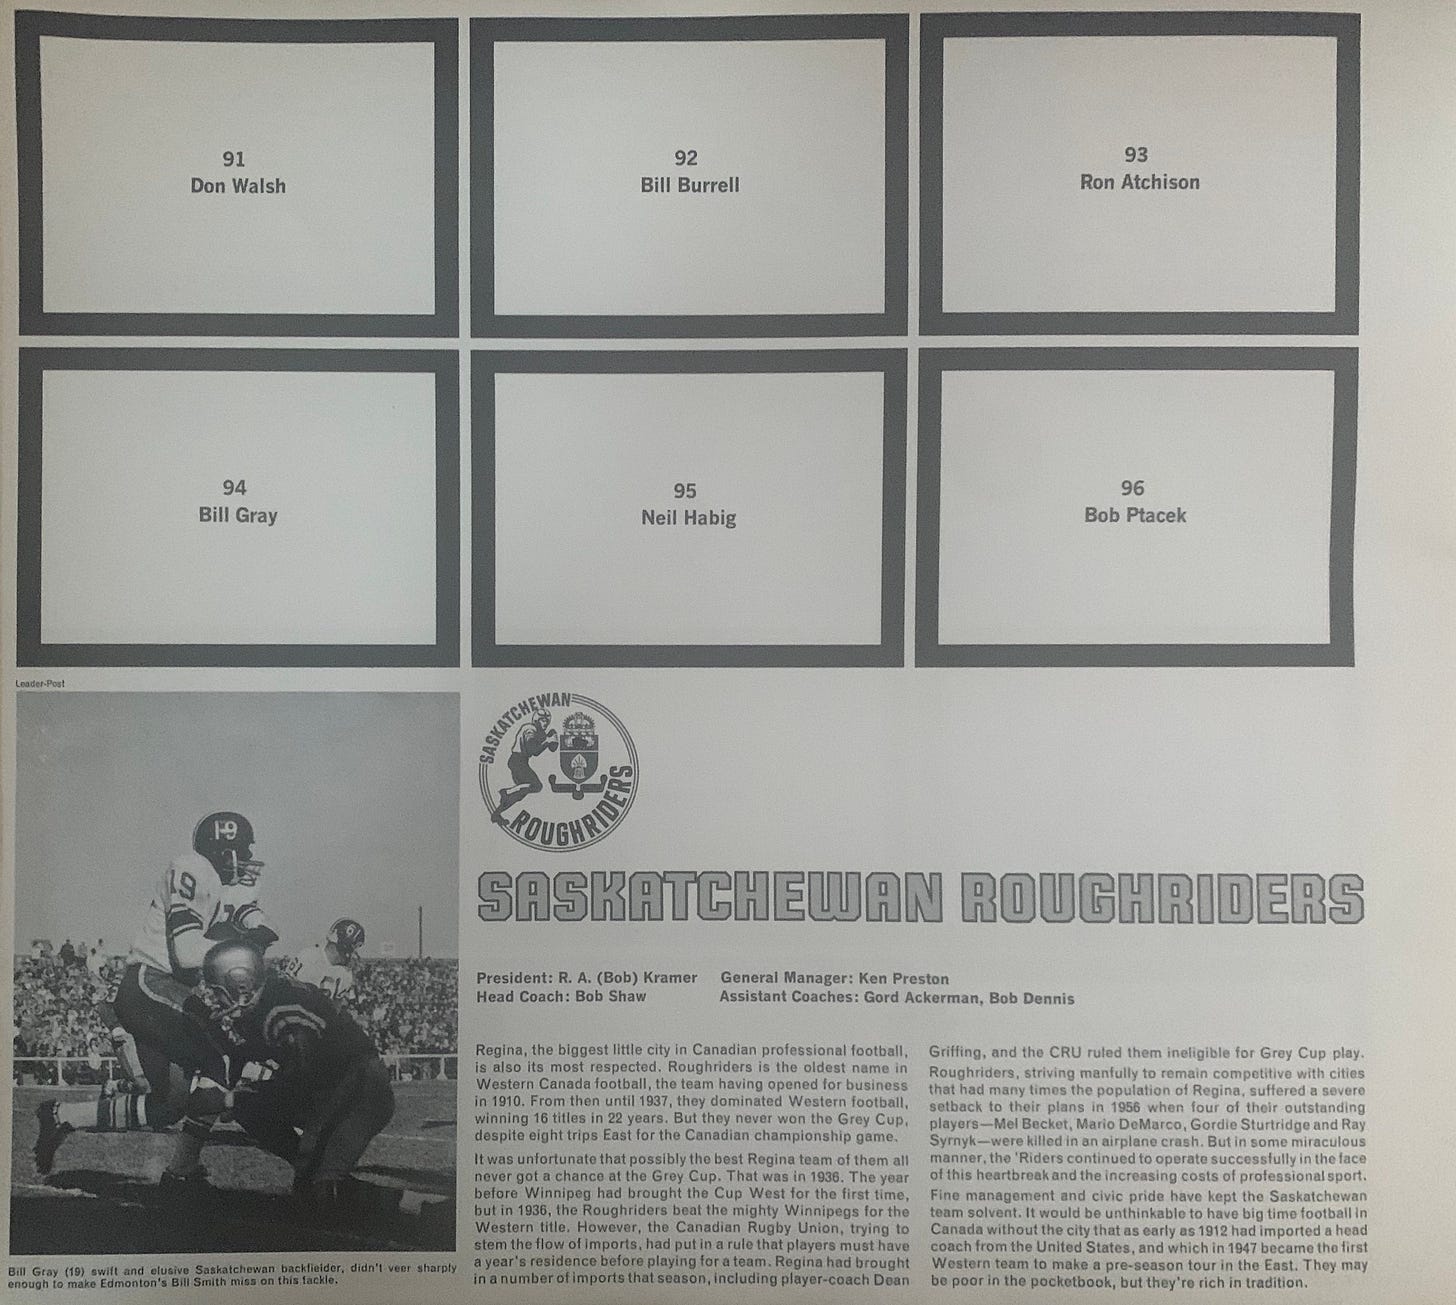 91
Don Walsh
92
Bill Burrell
93
Ron Atchison
94
Bill Gray
95
Neil Habig
96
Bob Ptacek
Leader-Post
19
19
61
SASKATCHEWAN
ROUGHRIDERS
SASKATCHEWAN ROUGHRIDERS
President: R. A. (Bob) Kramer
General Manager: Ken Preston
Head Coach: Bob Shaw
Assistant Coaches: Gord Ackerman, Bob Dennis
Regina, the biggest little city in Canadian professional football,
is also its most respected. Roughriders is the oldest name in
Western Canada football, the team having opened for business
in 1910. From then until 1937, they dominated Western football,
winning 16 titles in 22 years. But they never won the Grey Cup,
despite eight trips East for the Canadian championship game.
It was unfortunate that possibly the best Regina team of them all
never got a chance at the Grey Cup. That was in 1936. The year
before Winnipeg had brought the Cup West for the first time,
but in 1936, the Roughriders beat the mighty Winnipegs for the
Western title. However, the Canadian Rugby Union, trying to
stem the flow of imports, had put in a rule that players must have
a year's residence before playing for a team. Regina had brought
in a number of imports that season, including player-coach Dean
Griffing, and the CRU ruled them ineligible for Grey Cup play.
Roughriders, striving manfully to remain competitive with cities
that had many times the population of Regina, suffered a severe
setback to their plans in 1956 when four of their outstanding
players—Mel Becket, Mario DeMarco, Gordie Sturtridge and Ray
Syrnyk—were killed in an airplane crash. But in some miraculous
manner, the 'Riders continued to operate successfully in the face
of this heartbreak and the increasing costs of professional sport.
Fine management and civic pride have kept the Saskatchewan
team solvent. It would be unthinkable to have big time football in
Canada without the city that as early as 1912 had imported a head
coach from the United States, and which in 1947 became the first
Western team to make a pre-season tour in the East. They may
be poor in the pocketbook, but they're rich in tradition.
Bill Gray (19) swift and elusive Saskatchewan backfielder, didn't veer sharply
enough to make Edmonton's Bill Smith miss on this tackle.